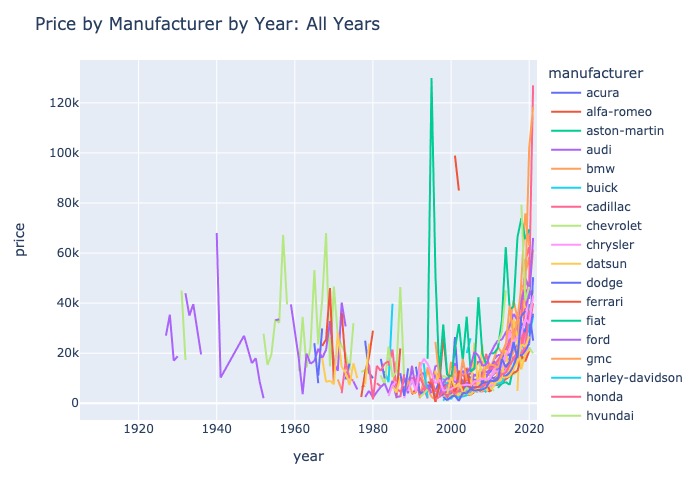 Price by Manufacturer by Year: All Years
manufacturer
acura
alfa-romeo
aston-martin
audi
bmw
buick
cadillac
chevrolet
chrysler
datsun
dodge
ferrari
fiat
ford
gmc
harley-davidson
honda
hyundai
price
120k
100k
80k
60k
40k
20k
0
1920
1940
1960
1980
2000
2020
year